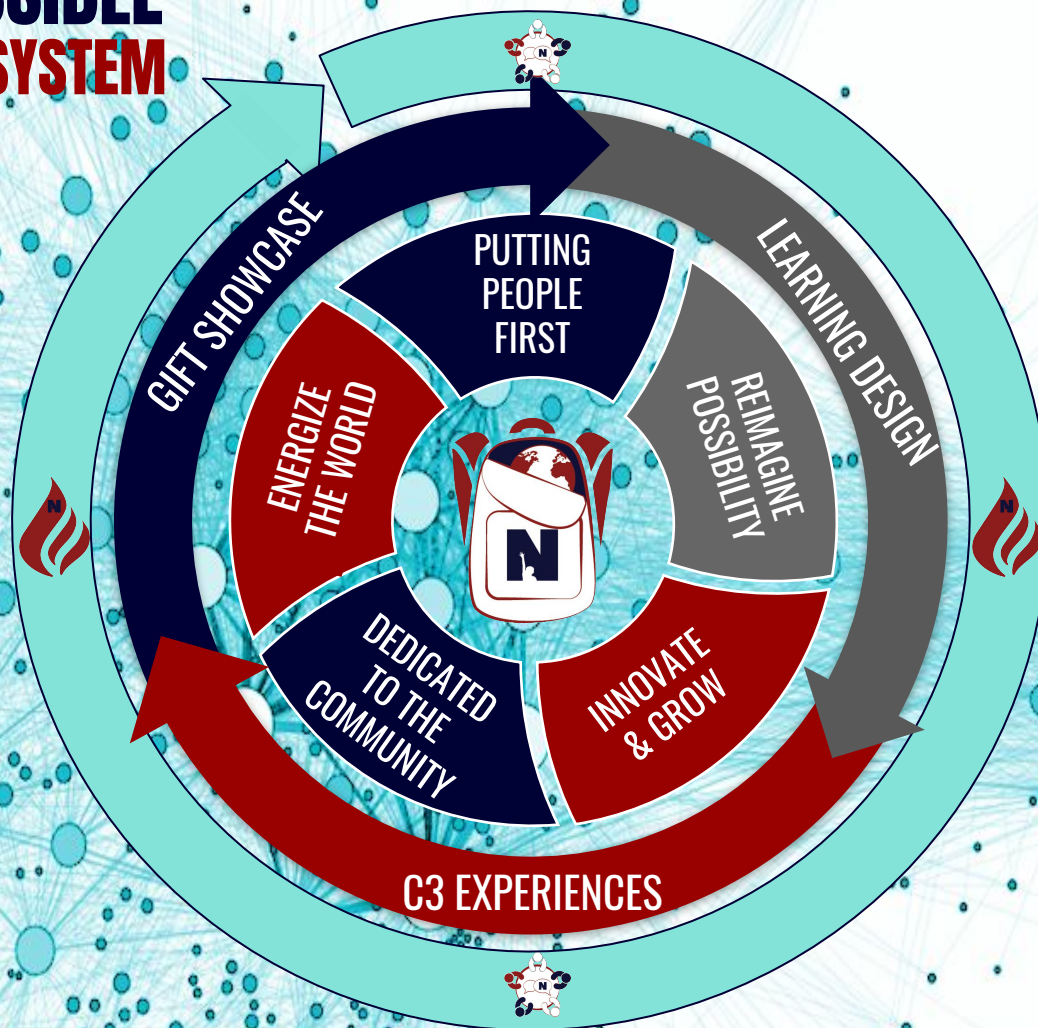 SYSTEM
GIFT SHOWCASE
LEARNING DESIGN
C3 EXPERIENCES
PUTTING
PEOPLE
FIRST
REIMAGINE
POSSIBILITY
INNOVATE
& GROW
DEDICATED
TO THE
COMMUNITY
ENERGIZE
THE WORLD
N
N
N
N
N